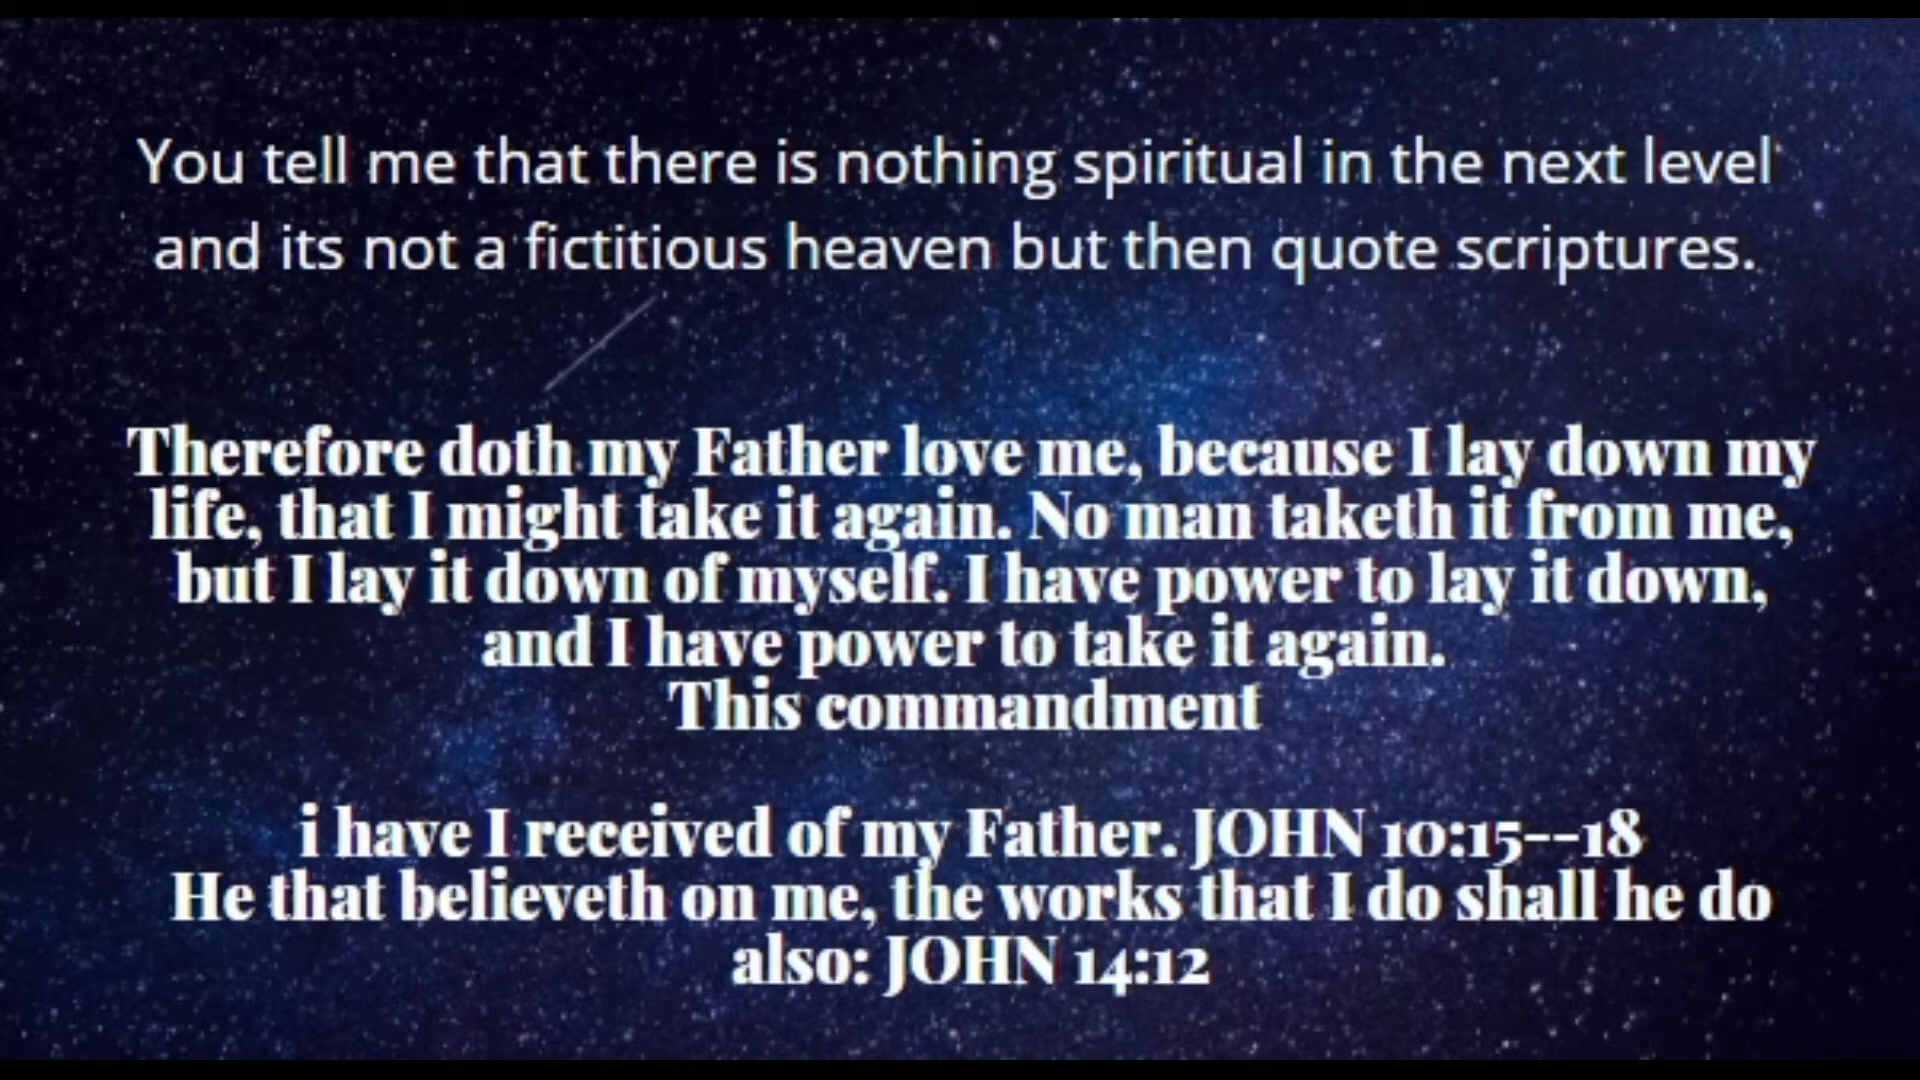 You tell me that there is nothing spiritual in the next level
and its not a fictitious heaven but then quote scriptures.
Therefore doth my Father love me, because I lay down my
life, that I might take it again. No man taketh it from me,
but I lay it down of myself. I have power to lay it down,
and I have power to take it again.
This commandment
i have I received of my Father. JOHN 10:15--18
He that believeth on me, the works that I do shall he do
also: JOHN 14:12